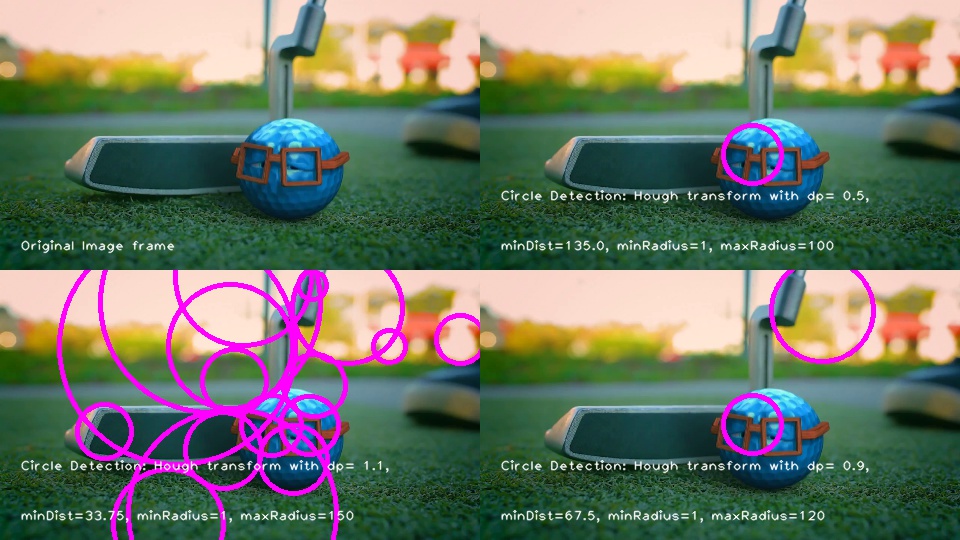 Original Image frame
Circle Detection: Hough transform with dp= 0.5,
minDist=135.0, minRadius=1, maxRadius=100
Circle Detection: Hough transform with dp= 1.1,
minDist=33.75, minRadius=1, maxRadius=150
Circle Detection: Hough transform with dp= 0.9,
minDist=67.5, minRadius=1, maxRadius=120